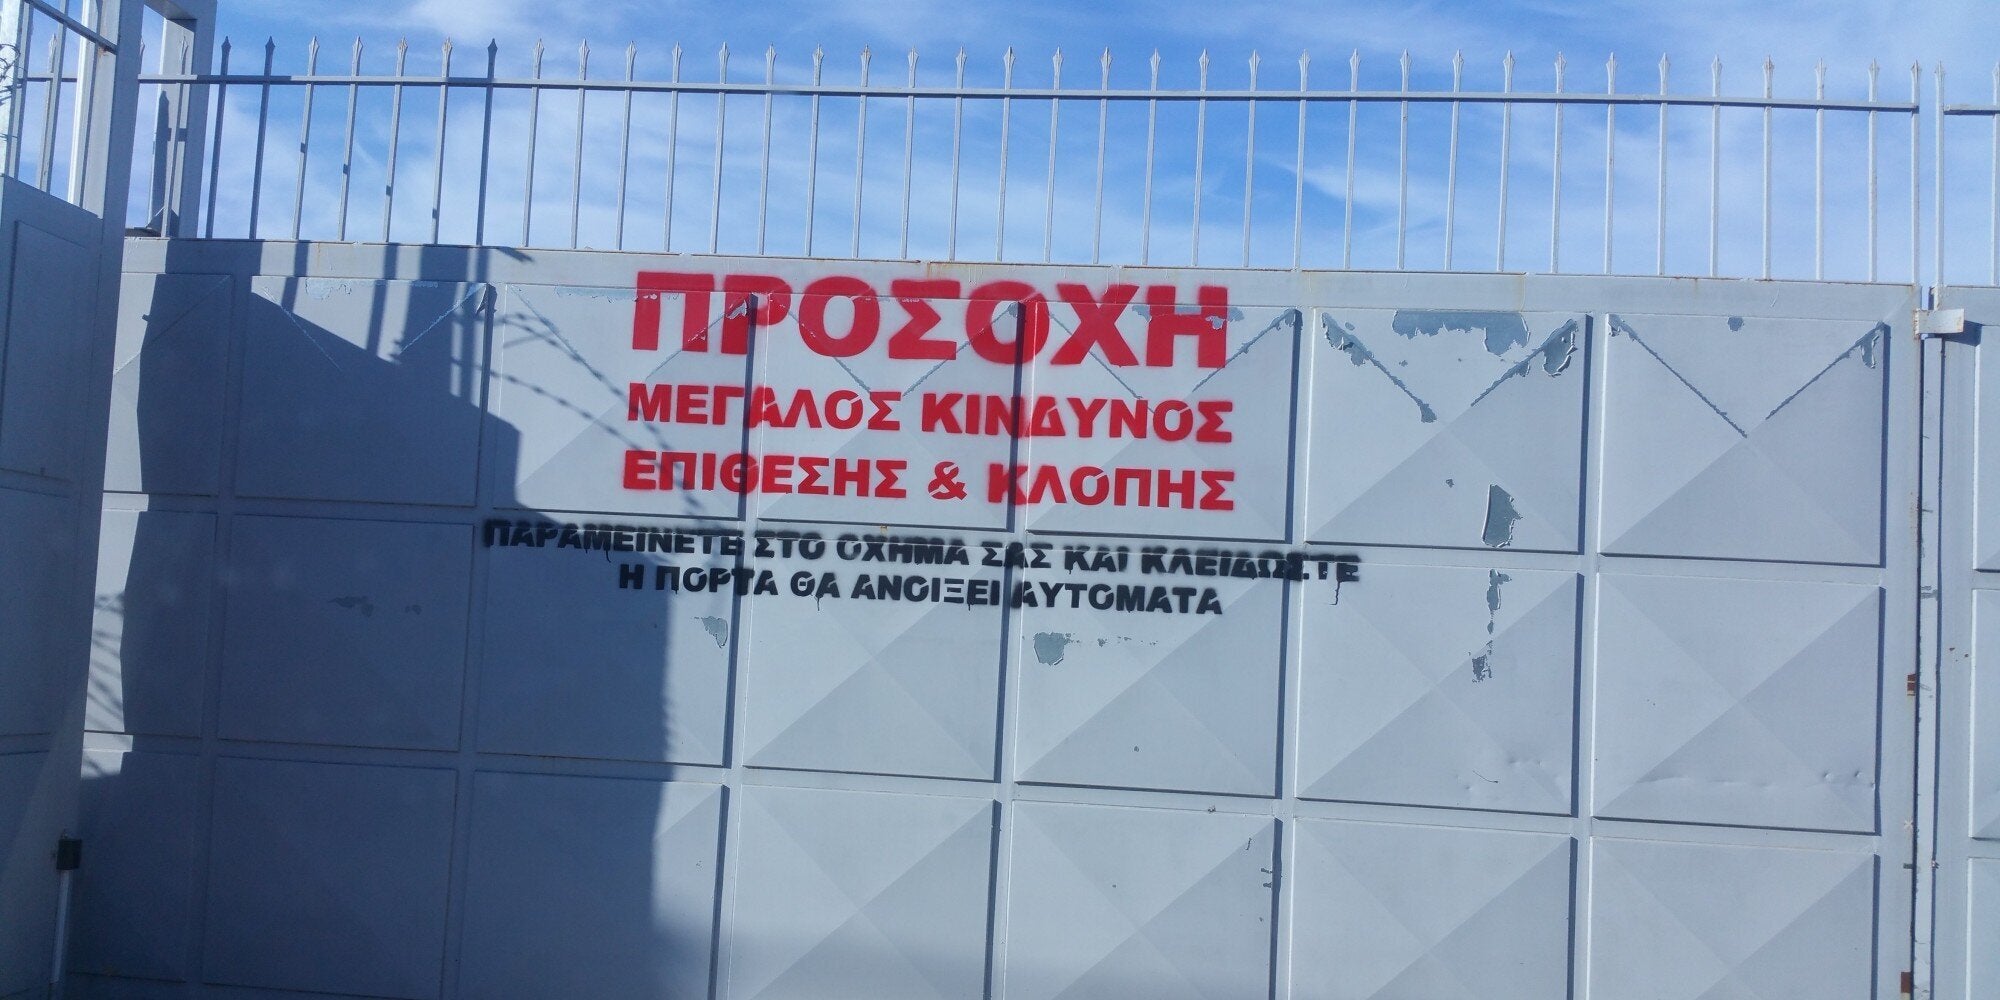 ΠΡΟΣΟΧΗ
ΜΕΓΑΛΟΣ ΚΙΝΔΥΝΟΣ
ΕΠΙΘΕΣΗΣ & ΚΛΟΠΗΣ
ΠΑΡΑΜΕΙΝΕΤΕ ΣΤΟ ΟΧΗΜΑ ΣΑΣ ΚΑΙ ΚΛΕΙΔΩΣΤΕ
Η ΠΟΡΤΑ ΘΑ ΑΝΟΙΞΕΙ ΑΥΤΟΜΑΤΑ